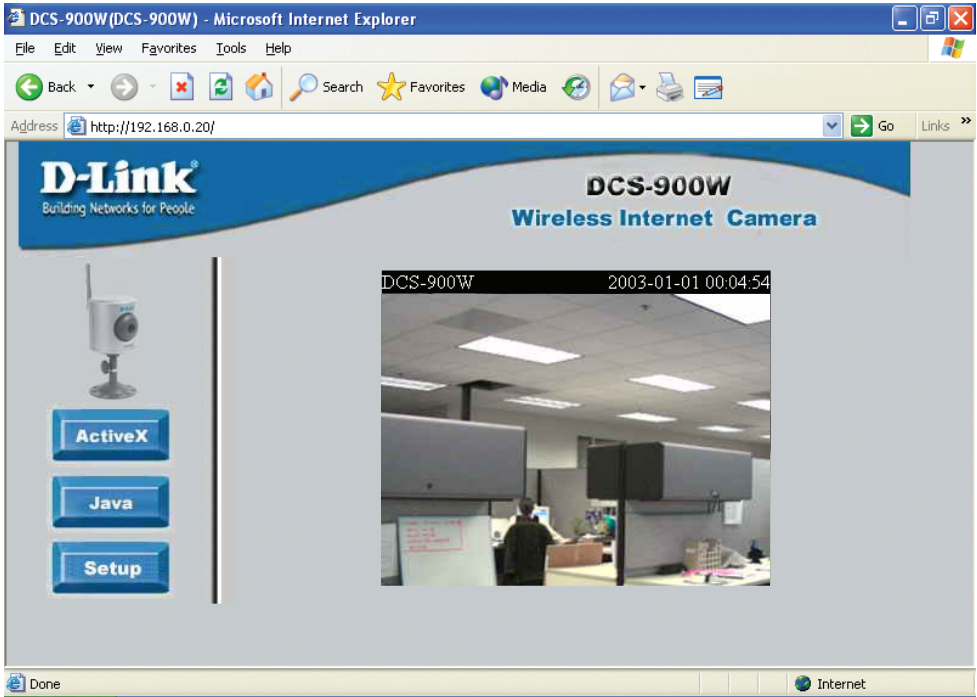 DCS-900W(DCS-900W) - Microsoft Internet Explorer
File Edit View Favorites Tools Help
Back Search Favorites Media
Address http://192.168.0.20/ Go Links »
D-Link®
Building Networks for People
DCS-900W
Wireless Internet Camera
DCS-900W 2003-01-01 00:04:54
ActiveX
Java
Setup
Done Internet